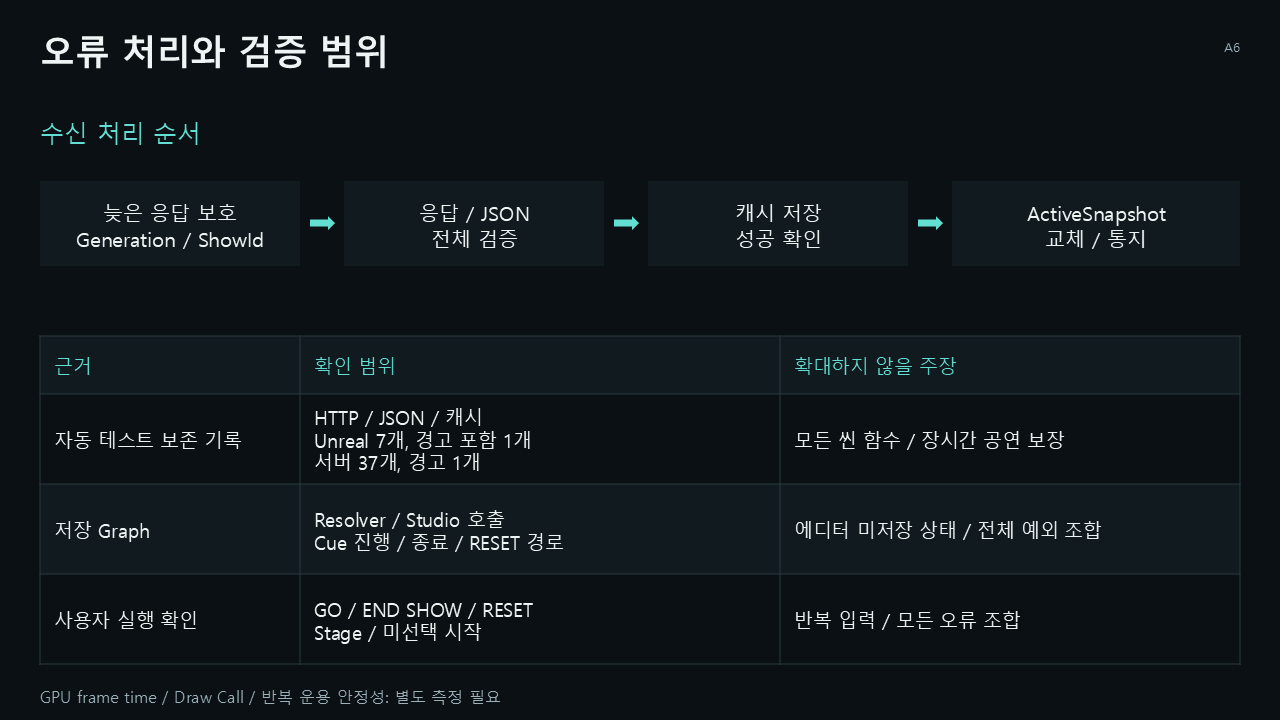 오류 처리와 검증 범위
A6
수신 처리 순서
늦은 응답 보호
Generation / ShowId
응답 / JSON
전체 검증
캐시 저장
성공 확인
ActiveSnapshot
교체 / 통지
근거
확인 범위
확대하지 않을 주장
자동 테스트 보존 기록
HTTP / JSON / 캐시
Unreal 7개, 경고 포함 1개
서버 37개, 경고 1개
모든 씬 함수 / 장시간 공연 보장
저장 Graph
Resolver / Studio 호출
Cue 진행 / 종료 / RESET 경로
에디터 미저장 상태 / 전체 예외 조합
사용자 실행 확인
GO / END SHOW / RESET
Stage / 미선택 시작
반복 입력 / 모든 오류 조합
GPU frame time / Draw Call / 반복 운용 안정성: 별도 측정 필요